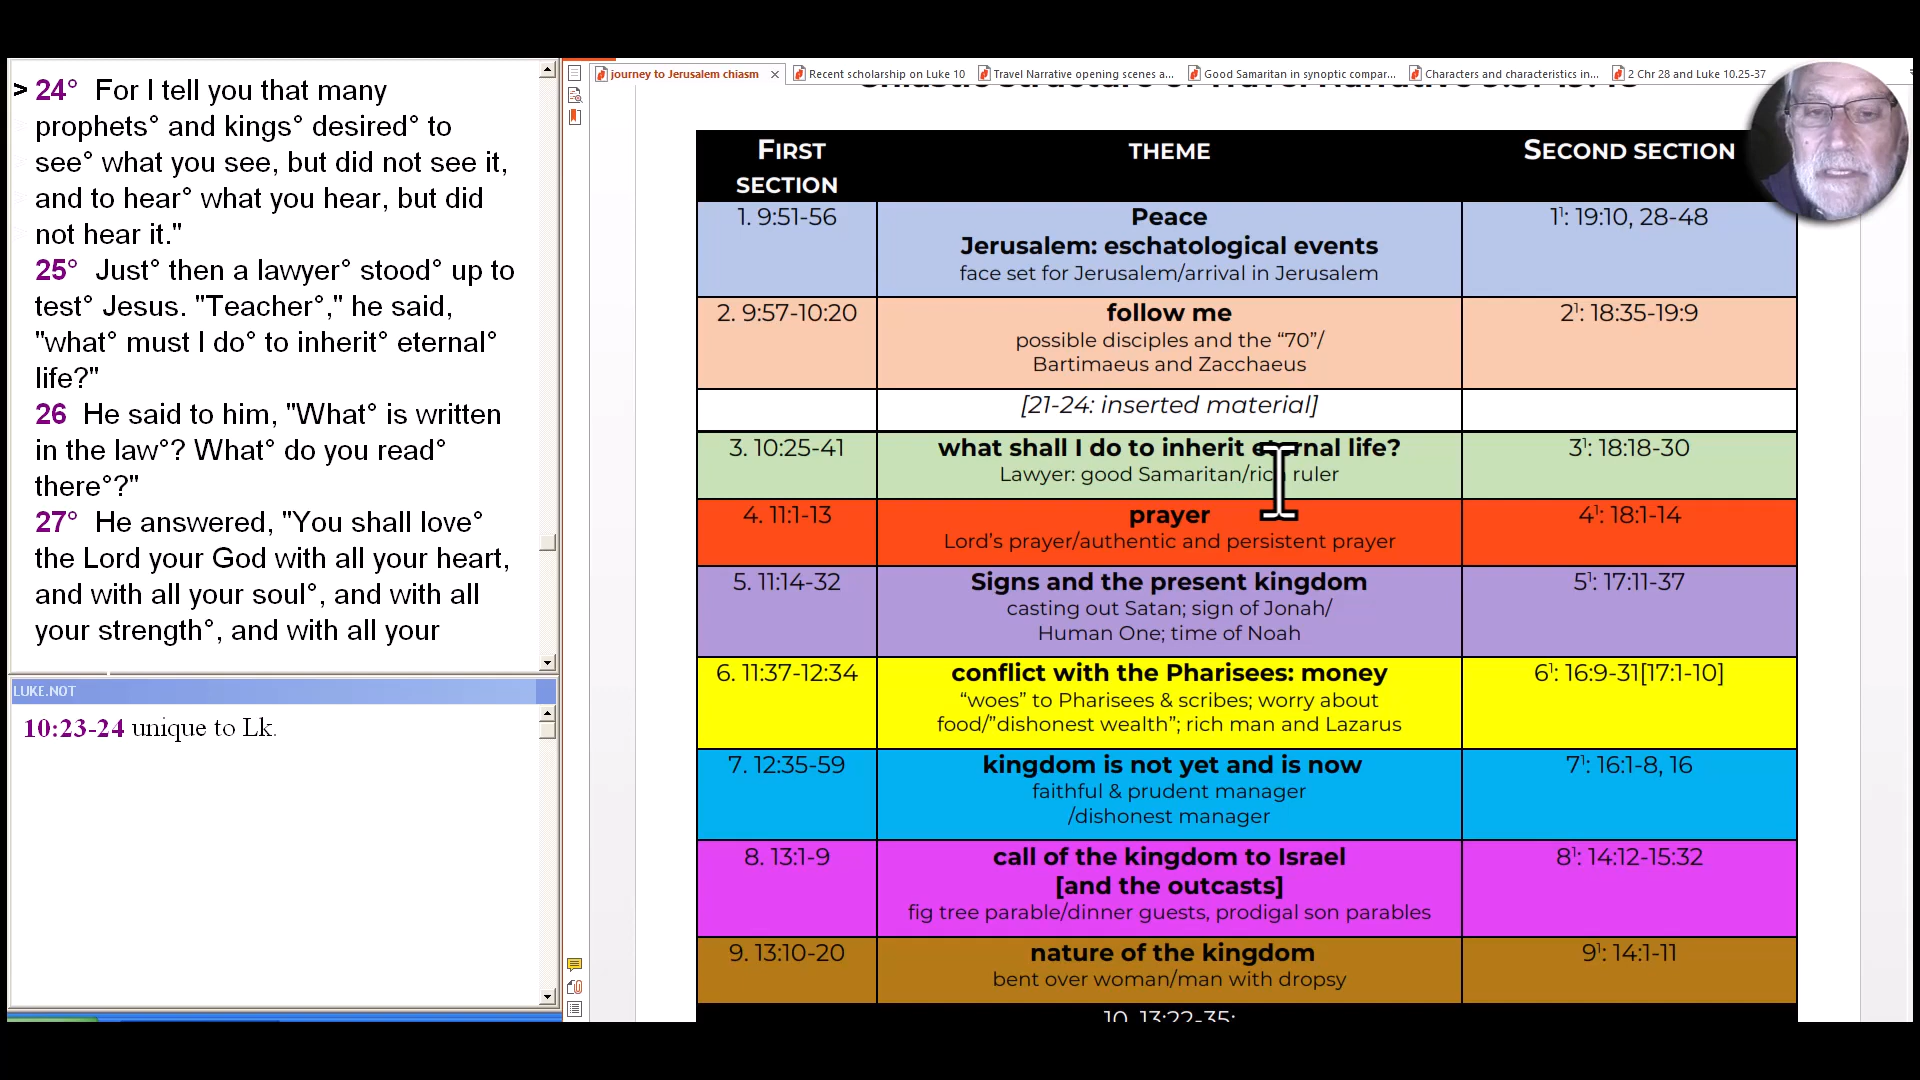 > 24° For I tell you that many
prophets° and kings° desired° to
see° what you see, but did not see it,
and to hear° what you hear, but did
not hear it."
25° Just° then a lawyer° stood° up to
test° Jesus. "Teacher°," he said,
"what° must I do° to inherit° eternal°
life?"
26 He said to him, "What° is written
in the law°? What° do you read°
there°?"
27° He answered, "You shall love°
the Lord your God with all your heart,
and with all your soul°, and with all
your strength°, and with all your
LUKE.NOT
10:23-24 unique to Lk.
journey to Jerusalem chiasm
Recent scholarship on Luke 10
Travel Narrative opening scenes a...
Good Samaritan in synoptic compar...
Characters and characteristics in...
2 Chr 28 and Luke 10.25-37
FIRST SECTION
THEME
SECOND SECTION
1. 9:51-56
Peace
Jerusalem: eschatological events
face set for Jerusalem/arrival in Jerusalem
1¹: 19:10, 28-48
2. 9:57-10:20
follow me
possible disciples and the “70”/
Bartimaeus and Zacchaeus
2¹: 18:35-19:9
[21-24: inserted material]
3. 10:25-41
what shall I do to inherit eternal life?
Lawyer: good Samaritan/rich ruler
3¹: 18:18-30
4. 11:1-13
prayer
Lord’s prayer/authentic and persistent prayer
4¹: 18:1-14
5. 11:14-32
Signs and the present kingdom
casting out Satan; sign of Jonah/
Human One; time of Noah
5¹: 17:11-37
6. 11:37-12:34
conflict with the Pharisees: money
“woes” to Pharisees & scribes; worry about
food/”dishonest wealth”; rich man and Lazarus
6¹: 16:9-31[17:1-10]
7. 12:35-59
kingdom is not yet and is now
faithful & prudent manager
/dishonest manager
7¹: 16:1-8, 16
8. 13:1-9
call of the kingdom to Israel
[and the outcasts]
fig tree parable/dinner guests, prodigal son parables
8¹: 14:12-15:32
9. 13:10-20
nature of the kingdom
bent over woman/man with dropsy
9¹: 14:1-11
10. 13:22-35: